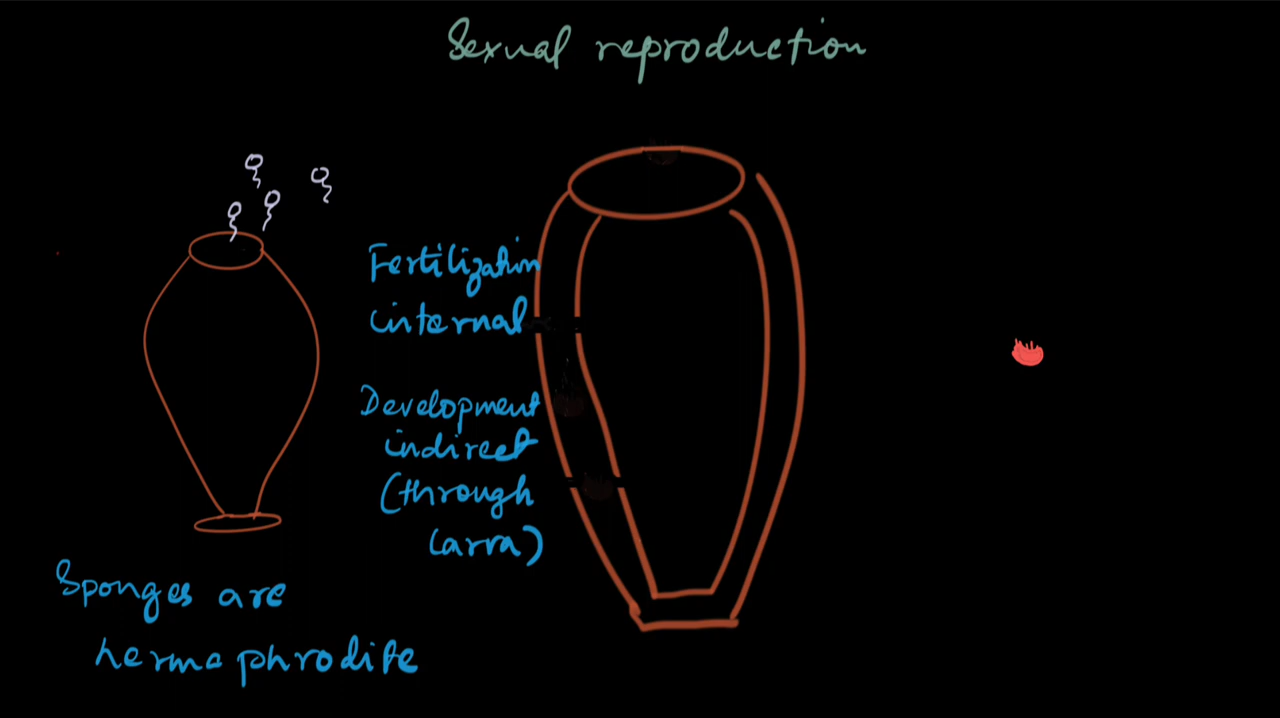 Sexual reproduction
Fertilization
internal
Development
indirect
(through
larva)
Sponges are
hermaphrodite